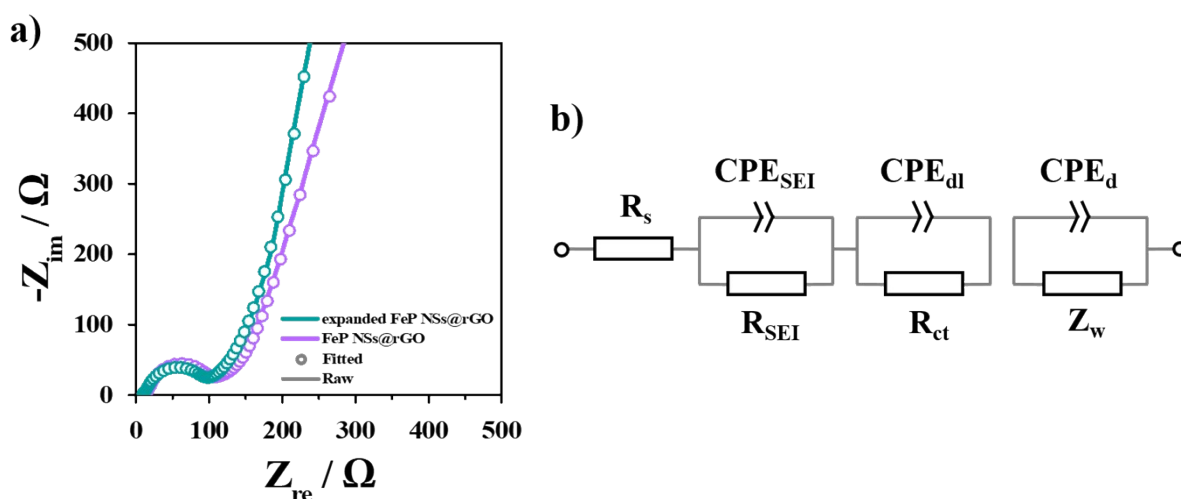 a)
500
400
300
200
100
0
-Z_im / Ω
expanded FeP NSs@rGO
FeP NSs@rGO
Fitted
Raw
0 100 200 300 400 500
Z_re / Ω
b)
CPE_SEI CPE_dl CPE_d
R_s
R_SEI R_ct Z_w